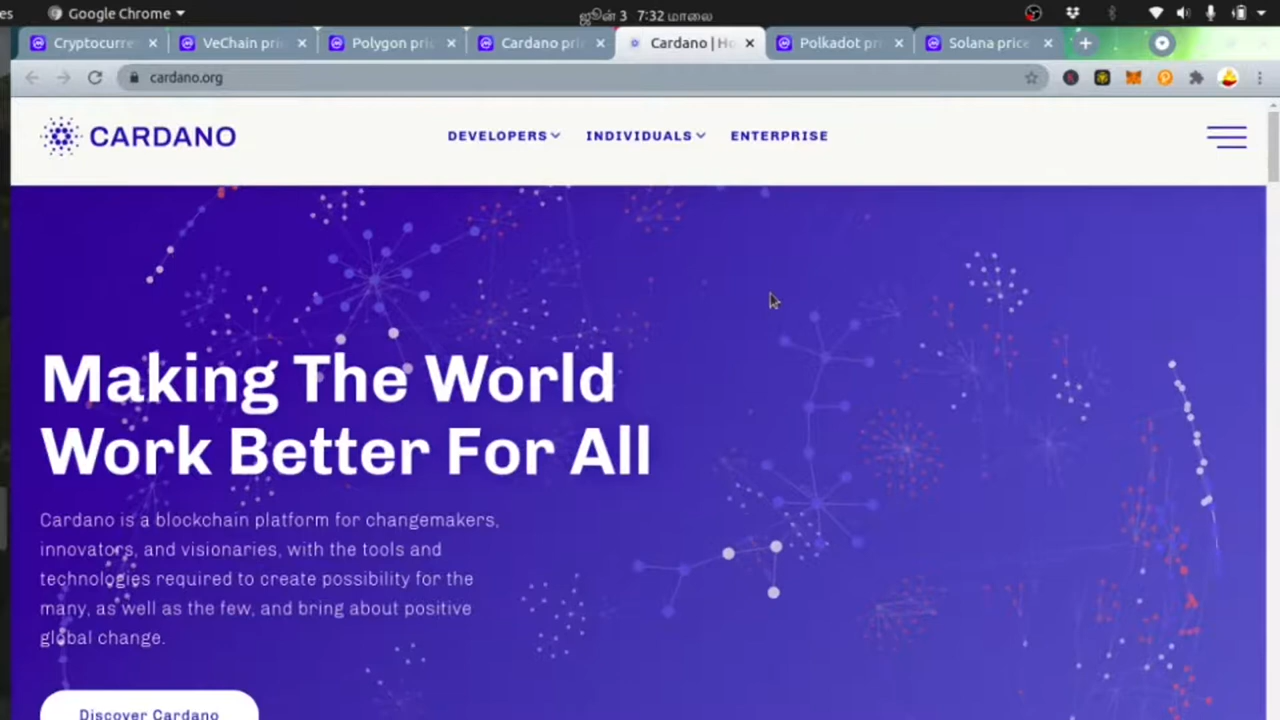 es Google Chrome ஜூன் 3 7:32 மாலை
Cryptocurre VeChain pri Polygon pric Cardano pri Cardano | Ho Polkadot pri Solana price
cardano.org
CARDANO DEVELOPERS INDIVIDUALS ENTERPRISE
Making The World
Work Better For All
Cardano is a blockchain platform for changemakers,
innovators, and visionaries, with the tools and
technologies required to create possibility for the
many, as well as the few, and bring about positive
global change.
Discover Cardano